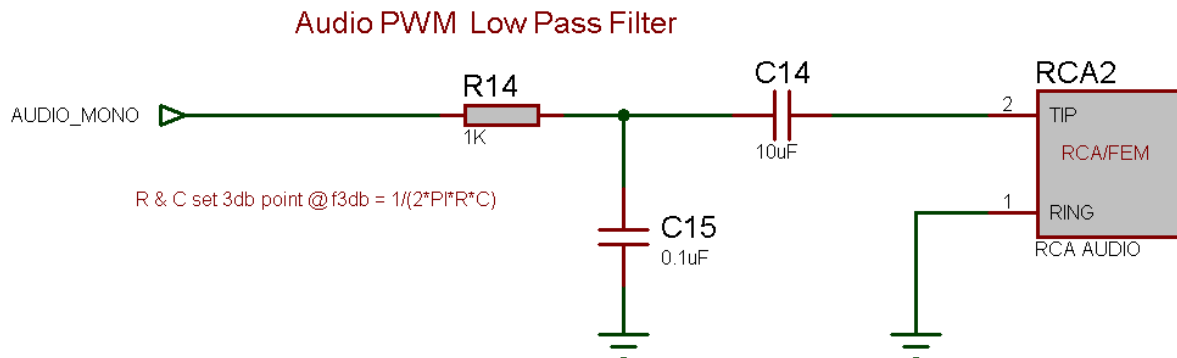 Audio PWM Low Pass Filter
AUDIO_MONO
R14
1K
C14
10uF
RCA2
2
TIP
RCA/FEM
1
RING
RCA AUDIO
R & C set 3db point @ f3db = 1/(2*PI*R*C)
C15
0.1uF